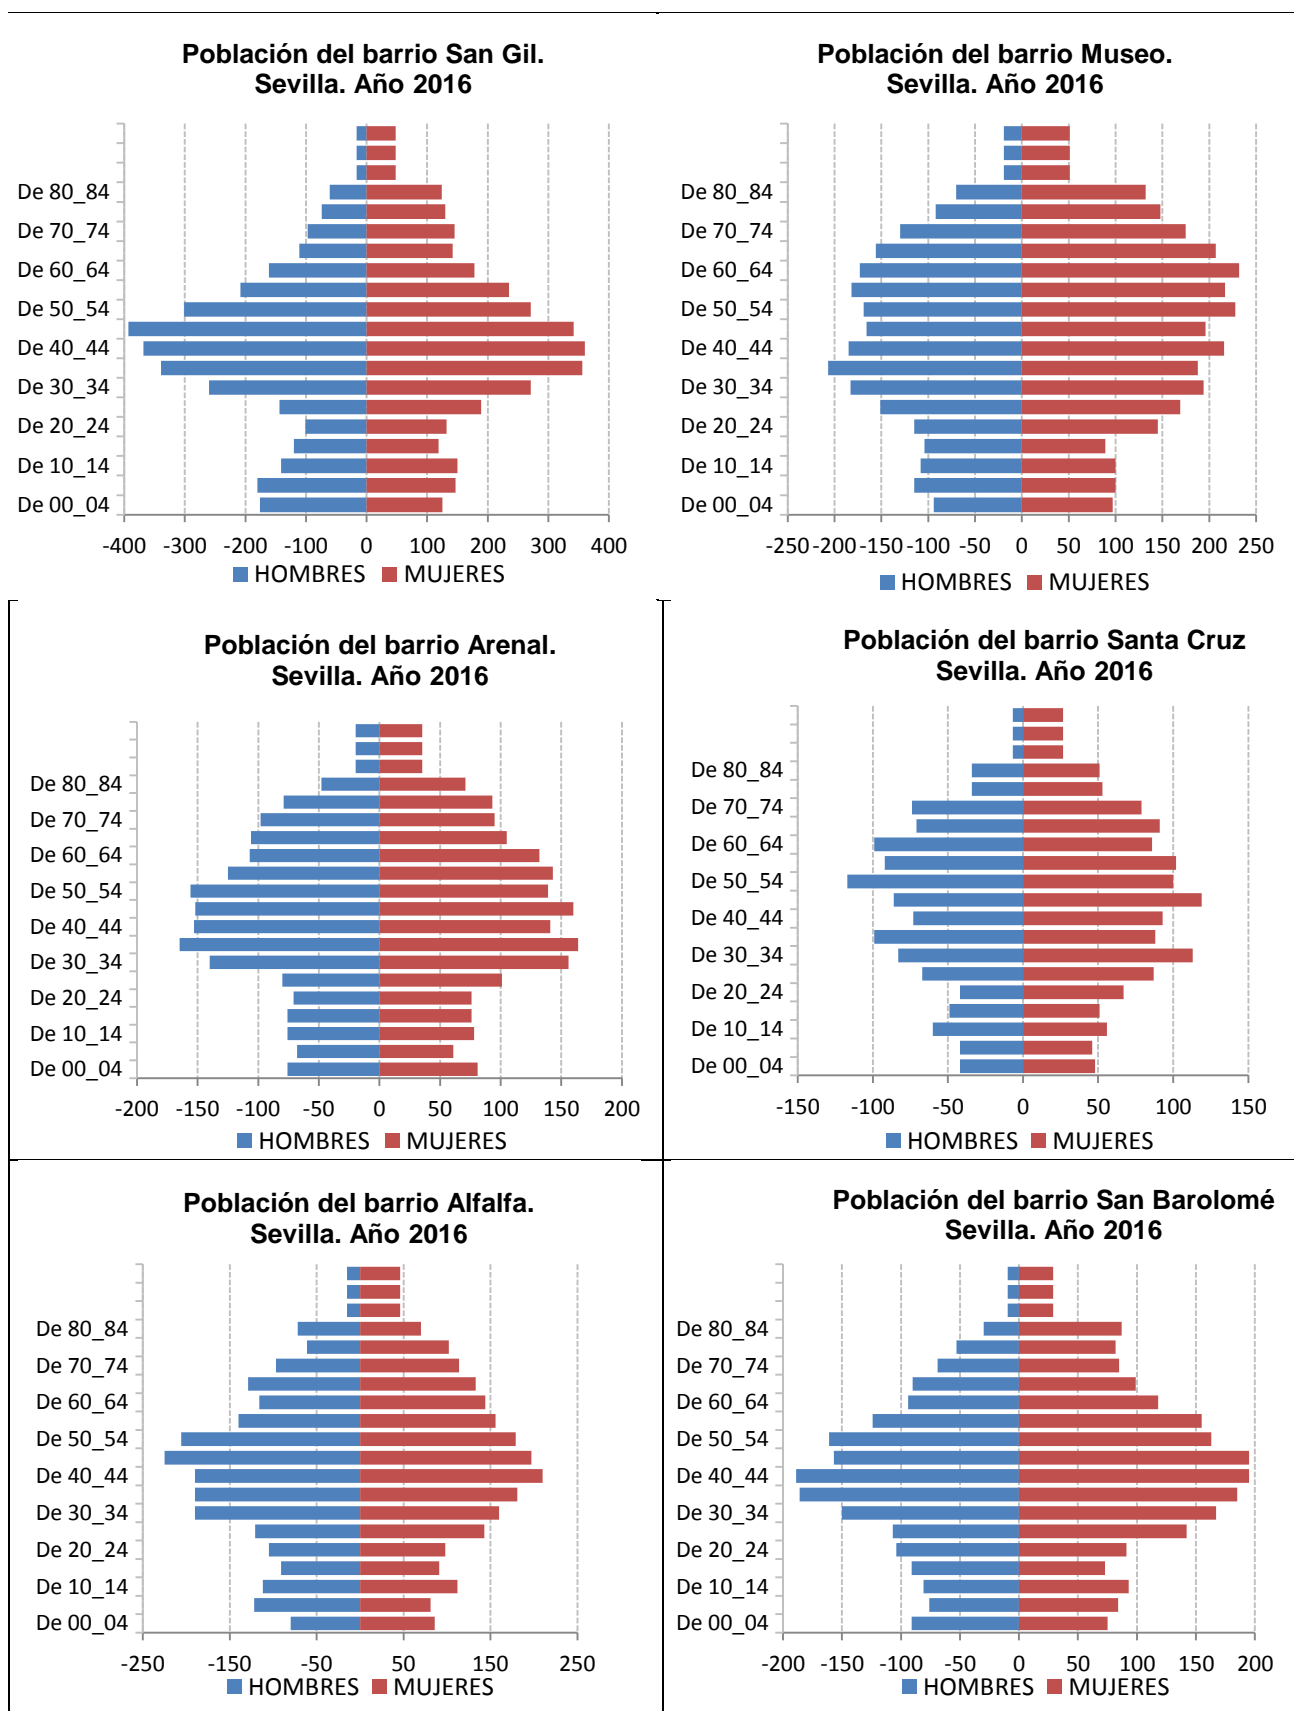 Población del barrio San Gil.
Sevilla. Año 2016
De 80_84
De 70_74
De 60_64
De 50_54
De 40_44
De 30_34
De 20_24
De 10_14
De 00_04
-400 -300 -200 -100 0 100 200 300 400
HOMBRES MUJERES
Población del barrio Museo.
Sevilla. Año 2016
De 80_84
De 70_74
De 60_64
De 50_54
De 40_44
De 30_34
De 20_24
De 10_14
De 00_04
-250 -200 -150 -100 -50 0 50 100 150 200 250
HOMBRES MUJERES
Población del barrio Arenal.
Sevilla. Año 2016
De 80_84
De 70_74
De 60_64
De 50_54
De 40_44
De 30_34
De 20_24
De 10_14
De 00_04
-200 -150 -100 -50 0 50 100 150 200
HOMBRES MUJERES
Población del barrio Santa Cruz
Sevilla. Año 2016
De 80_84
De 70_74
De 60_64
De 50_54
De 40_44
De 30_34
De 20_24
De 10_14
De 00_04
-150 -100 -50 0 50 100 150
HOMBRES MUJERES
Población del barrio Alfalfa.
Sevilla. Año 2016
De 80_84
De 70_74
De 60_64
De 50_54
De 40_44
De 30_34
De 20_24
De 10_14
De 00_04
-250 -150 -50 50 150 250
HOMBRES MUJERES
Población del barrio San Barolomé
Sevilla. Año 2016
De 80_84
De 70_74
De 60_64
De 50_54
De 40_44
De 30_34
De 20_24
De 10_14
De 00_04
-200 -150 -100 -50 0 50 100 150 200
HOMBRES MUJERES